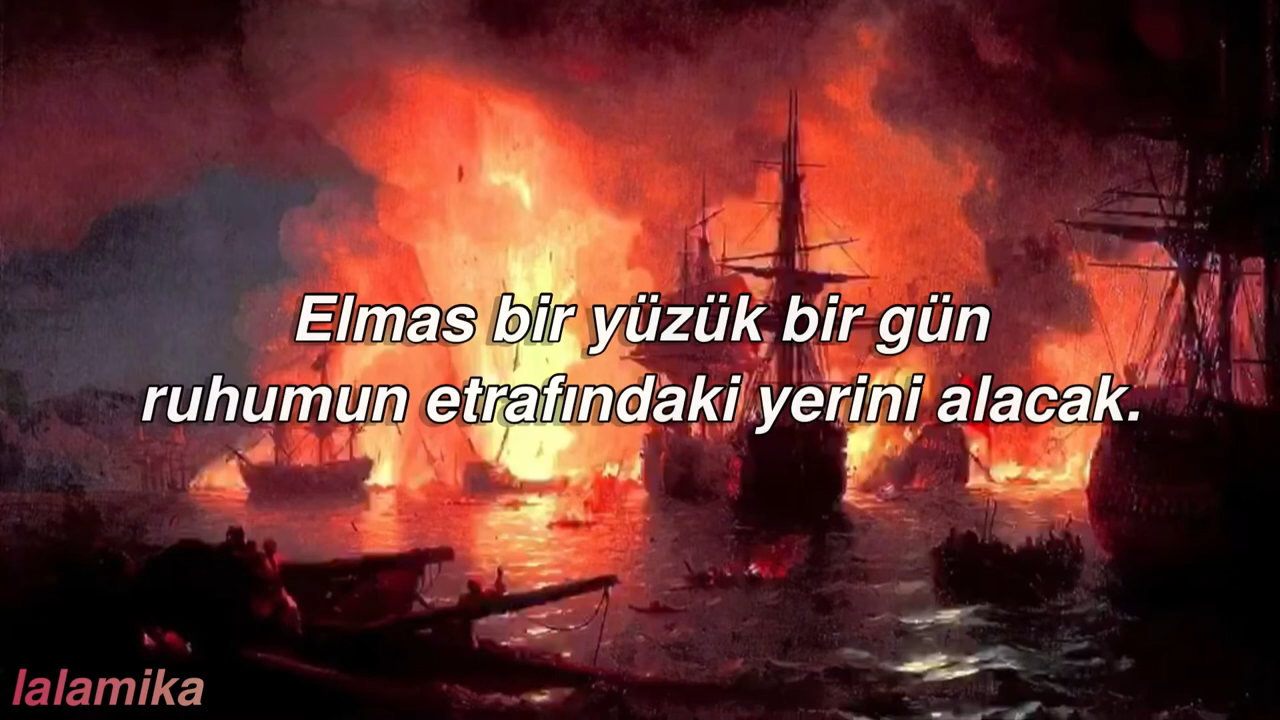 Elmas bir yüzük bir gün
ruhumun etrafındaki yerini alacak.
lalamika